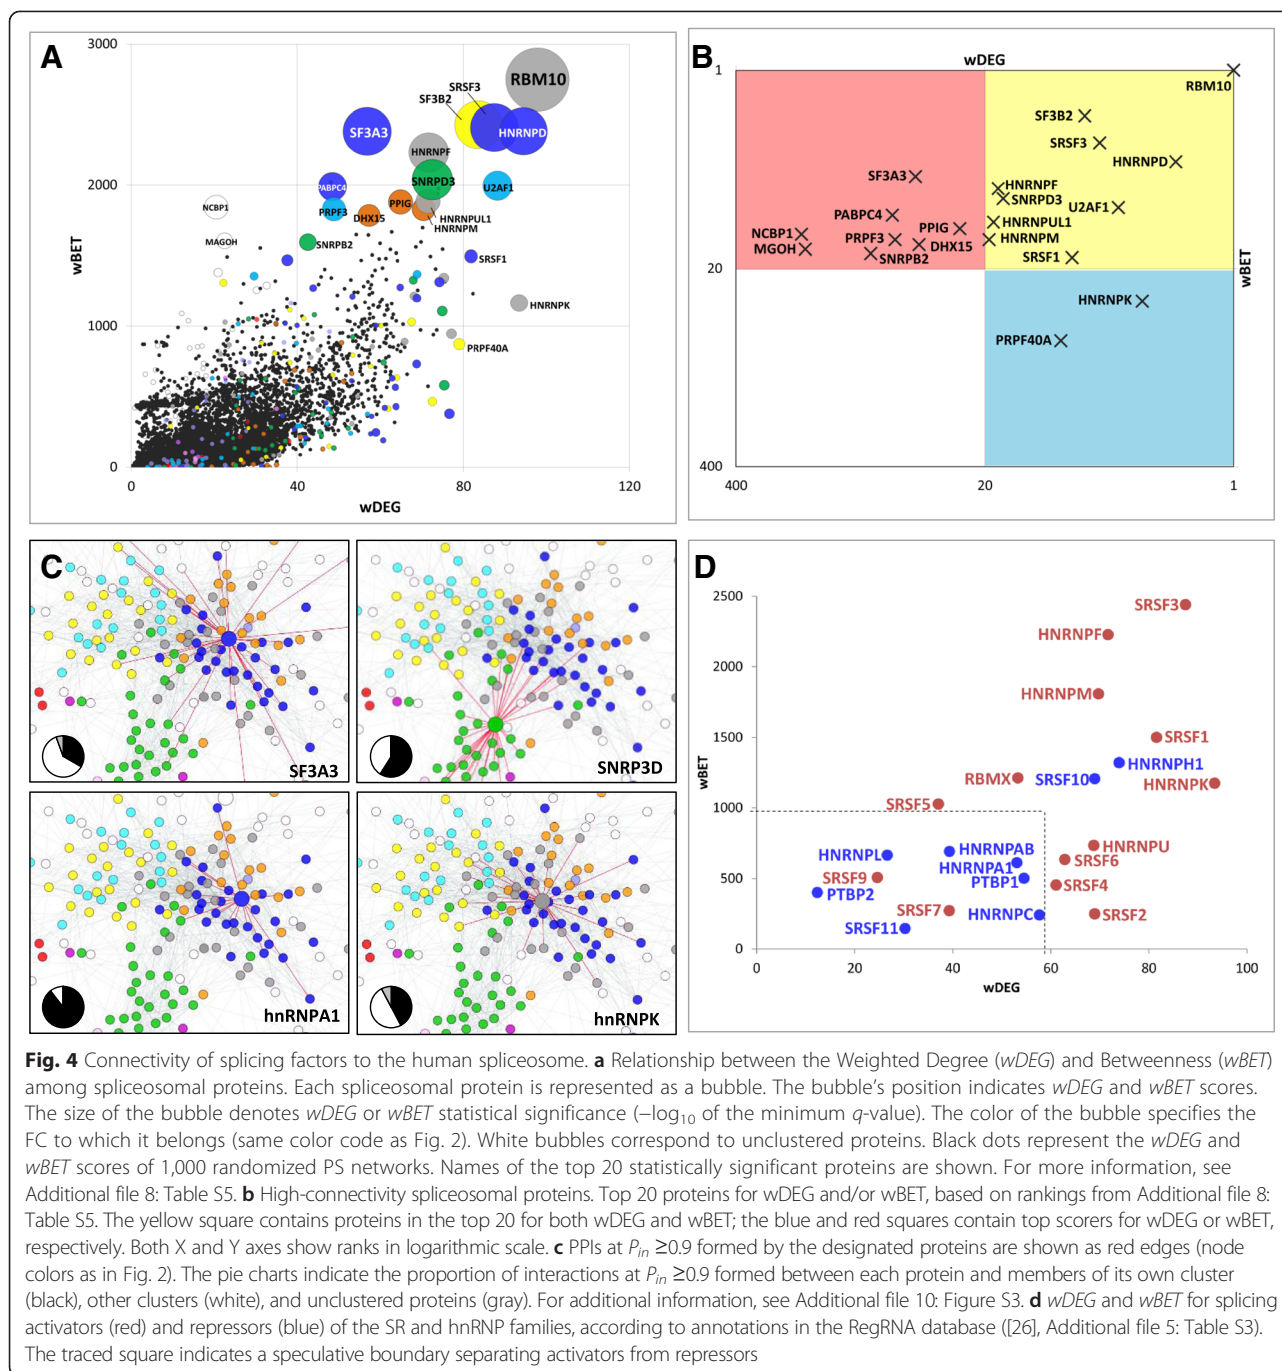 A
3000
2000
1000
0
0
40
80
120
wBET
wDEG
RBM10
SRSF3
SF3B2
SF3A3
HNRNPD
HNRNPF
SNRPD3
U2AF1
PABPC4
PRPF3
PPIG
DHX15
HNRNPUL1
HNRNPM
NCBP1
MAGOH
SNRPB2
SRSF1
HNRNPK
PRPF40A
B
wDEG
1
RBM10
SF3B2
SRSF3
HNRNPD
SF3A3
HNRNPF
SNRPD3
U2AF1
PABPC4
PPIG
HNRNPUL1
NCBP1
PRPF3
HNRNPM
MGOH
DHX15
SNRPB2
SRSF1
20
wBET
HNRNPK
PRPF40A
400
400
20
1
C
SF3A3
SNRP3D
hnRNPA1
hnRNPK
D
2500
2000
1500
1000
500
0
0
20
40
60
80
100
wBET
wDEG
SRSF3
HNRNPF
HNRNPM
SRSF1
HNRNPH1
RBMX
SRSF10
HNRNPK
SRSF5
HNRNPL
HNRNPAB
HNRNPU
HNRNPA1
SRSF6
SRSF9
PTBP1
SRSF4
PTBP2
SRSF7
HNRNPC
SRSF2
SRSF11
Fig. 4 Connectivity of splicing factors to the human spliceosome. a Relationship between the Weighted Degree (wDEG) and Betweenness (wBET)
among spliceosomal proteins. Each spliceosomal protein is represented as a bubble. The bubble's position indicates wDEG and wBET scores.
The size of the bubble denotes wDEG or wBET statistical significance (−log10 of the minimum q-value). The color of the bubble specifies the
FC to which it belongs (same color code as Fig. 2). White bubbles correspond to unclustered proteins. Black dots represent the wDEG and
wBET scores of 1,000 randomized PS networks. Names of the top 20 statistically significant proteins are shown. For more information, see
Additional file 8: Table S5. b High-connectivity spliceosomal proteins. Top 20 proteins for wDEG and/or wBET, based on rankings from Additional file 8:
Table S5. The yellow square contains proteins in the top 20 for both wDEG and wBET; the blue and red squares contain top scorers for wDEG or wBET,
respectively. Both X and Y axes show ranks in logarithmic scale. c PPIs at Pin ≥0.9 formed by the designated proteins are shown as red edges (node
colors as in Fig. 2). The pie charts indicate the proportion of interactions at Pin ≥0.9 formed between each protein and members of its own cluster
(black), other clusters (white), and unclustered proteins (gray). For additional information, see Additional file 10: Figure S3. d wDEG and wBET for splicing
activators (red) and repressors (blue) of the SR and hnRNP families, according to annotations in the RegRNA database ([26], Additional file 5: Table S3).
The traced square indicates a speculative boundary separating activators from repressors